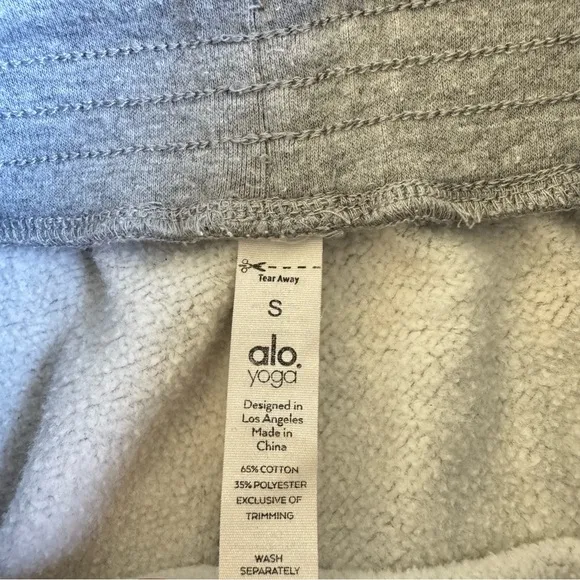 Tear Away
S
alo.
yoga
Designed in
Los Angeles
Made in
China
65% COTTON
35% POLYESTER
EXCLUSIVE OF
TRIMMING
WASH
SEPARATELY